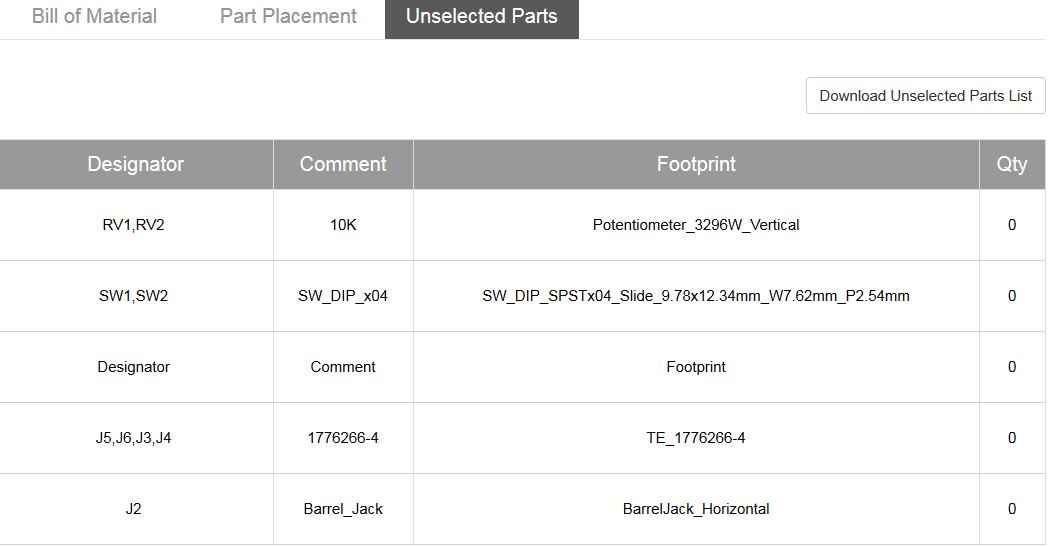 Bill of Material Part Placement Unselected Parts
Download Unselected Parts List
Designator Comment Footprint Qty
RV1,RV2 10K Potentiometer_3296W_Vertical 0
SW1,SW2 SW_DIP_x04 SW_DIP_SPSTx04_Slide_9.78x12.34mm_W7.62mm_P2.54mm 0
Designator Comment Footprint 0
J5,J6,J3,J4 1776266-4 TE_1776266-4 0
J2 Barrel_Jack BarrelJack_Horizontal 0